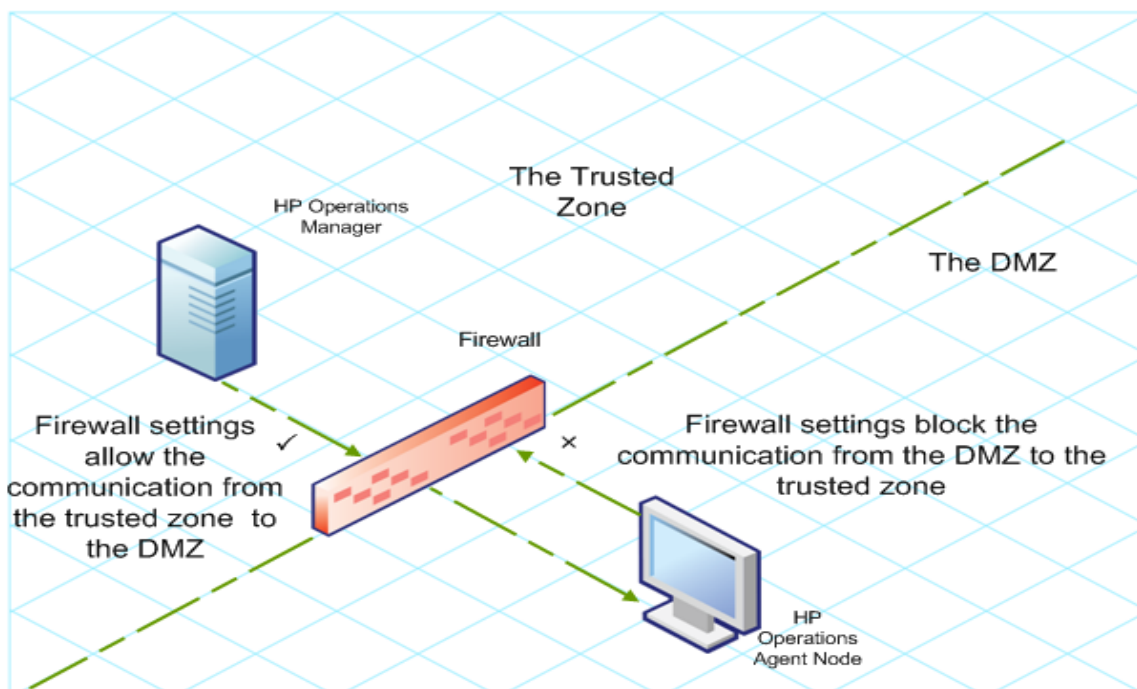 The Trusted
Zone
HP Operations
Manager
The DMZ
Firewall
Firewall settings
allow the
communication from
the trusted zone to
the DMZ
✓
×
Firewall settings block the
communication from the DMZ to the
trusted zone
HP
Operations
Agent Node